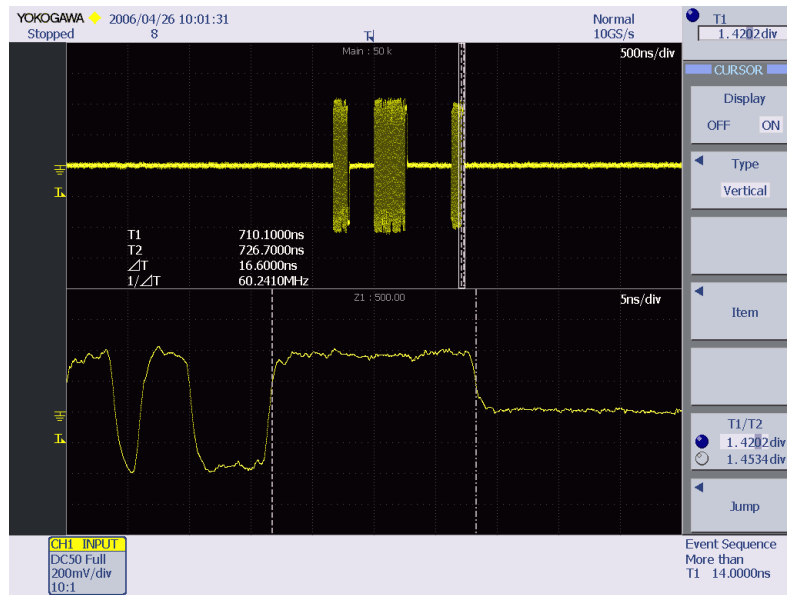 YOKOGAWA 2006/04/26 10:01:31
Stopped 8
Normal
10GS/s
T1
1.4202div
Main : 50 k
500ns/div
CURSOR
Display
OFF ON
Type
Vertical
T1 710.1000ns
T2 726.7000ns
⊿T 16.6000ns
1/⊿T 60.2410MHz
Z1 : 500.00
5ns/div
Item
T1/T2
1.4202div
1.4534div
Jump
CH1 INPUT
DC50 Full
200mV/div
10:1
Event Sequence
More than
T1 14.0000ns